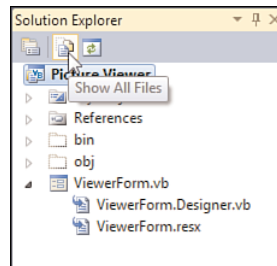 Solution Explorer
Picture Viewer
Show All Files
References
bin
obj
ViewerForm.vb
ViewerForm.Designer.vb
ViewerForm.resx